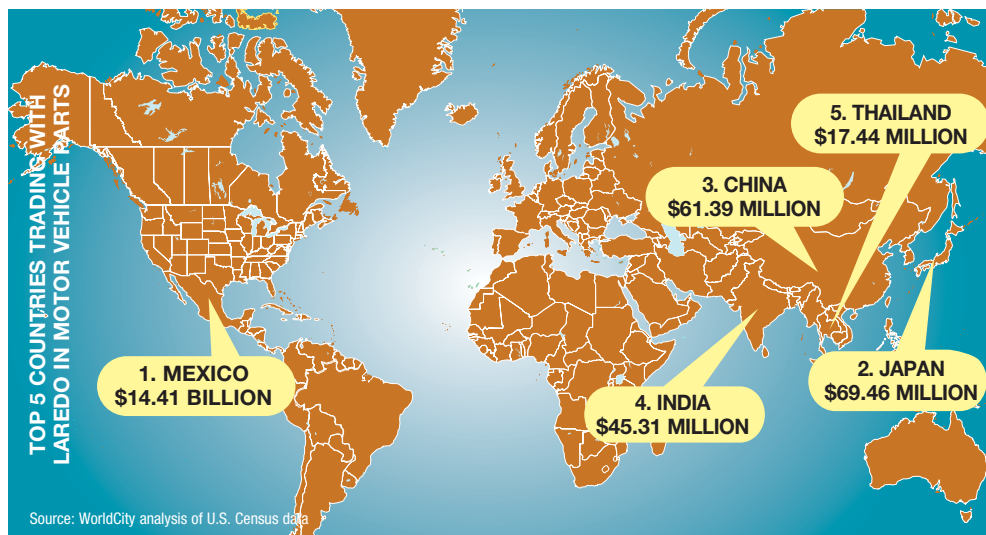 TOP 5 COUNTRIES TRADING WITH
LAREDO IN MOTOR VEHICLE PARTS
5. THAILAND
$17.44 MILLION
3. CHINA
$61.39 MILLION
1. MEXICO
$14.41 BILLION
2. JAPAN
$69.46 MILLION
4. INDIA
$45.31 MILLION
Source: WorldCity analysis of U.S. Census data